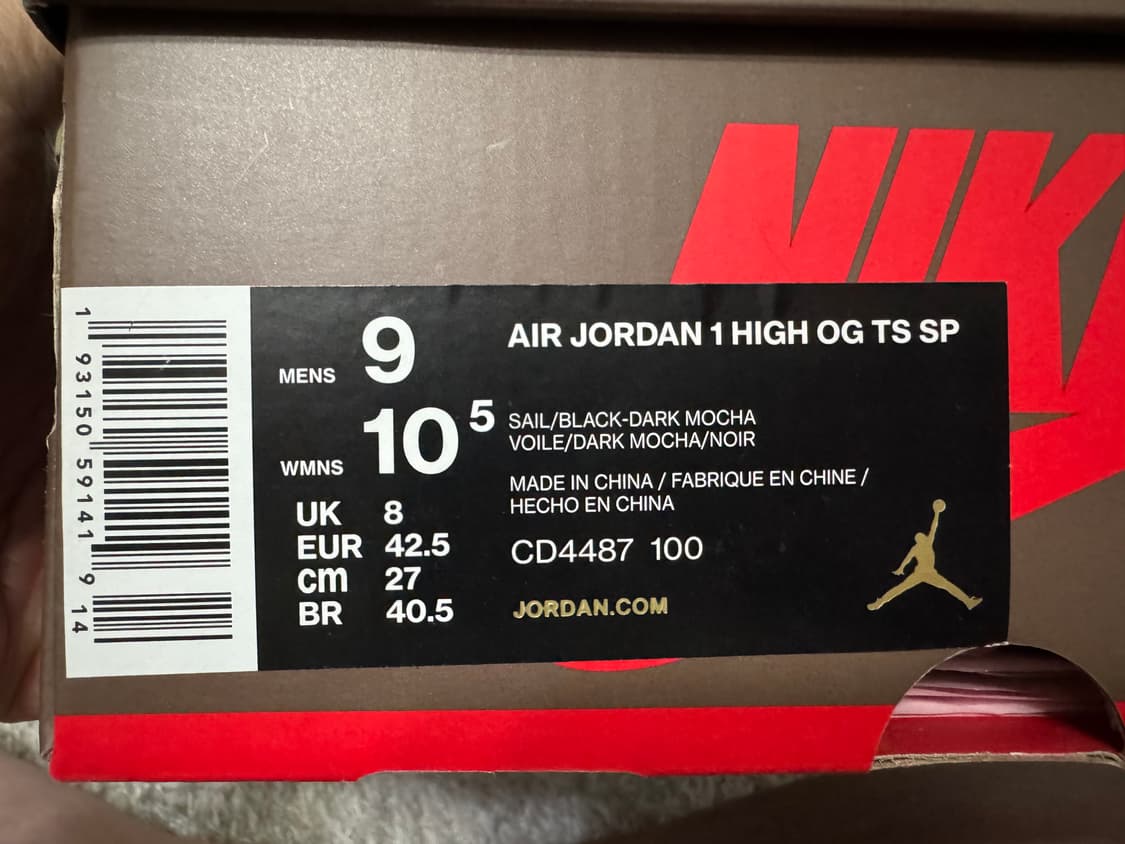 NIKE
MENS 9
WMNS 10 5
UK 8
EUR 42.5
cm 27
BR 40.5
AIR JORDAN 1 HIGH OG TS SP
SAIL/BLACK-DARK MOCHA
VOILE/DARK MOCHA/NOIR
MADE IN CHINA / FABRIQUE EN CHINE /
HECHO EN CHINA
CD4487 100
JORDAN.COM
1 93150 59141 9 14